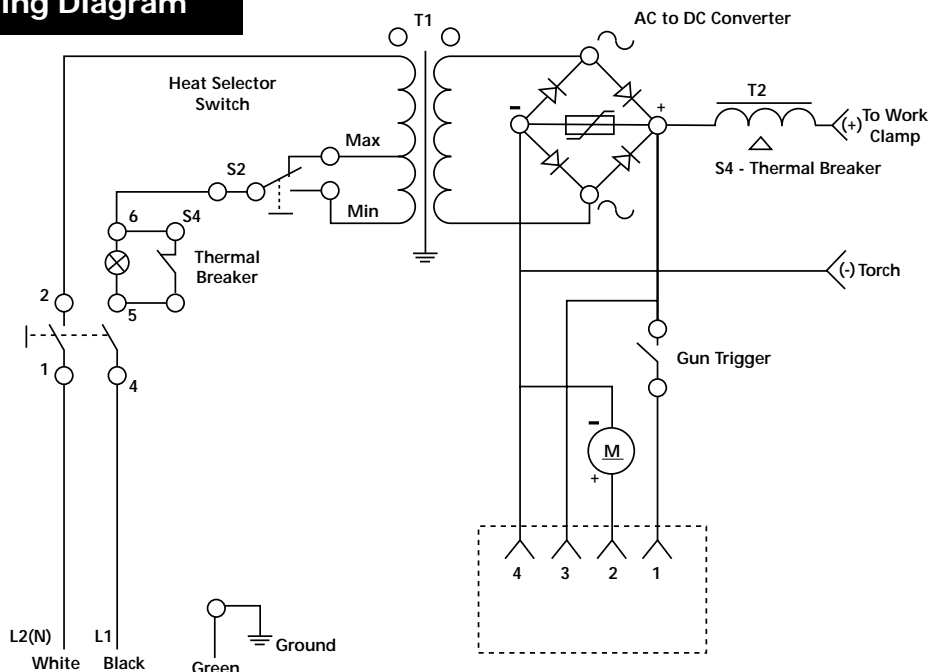 ing Diagram
T1
AC to DC Converter
Heat Selector
Switch
T2
-
+
(+) To Work
Clamp
Max
S4 - Thermal Breaker
S2
Min
6
S4
Thermal
Breaker
(-) Torch
2
5
Gun Trigger
1
4
-
M
+
4
3
2
1
L2(N)
L1
Ground
White
Black
Green